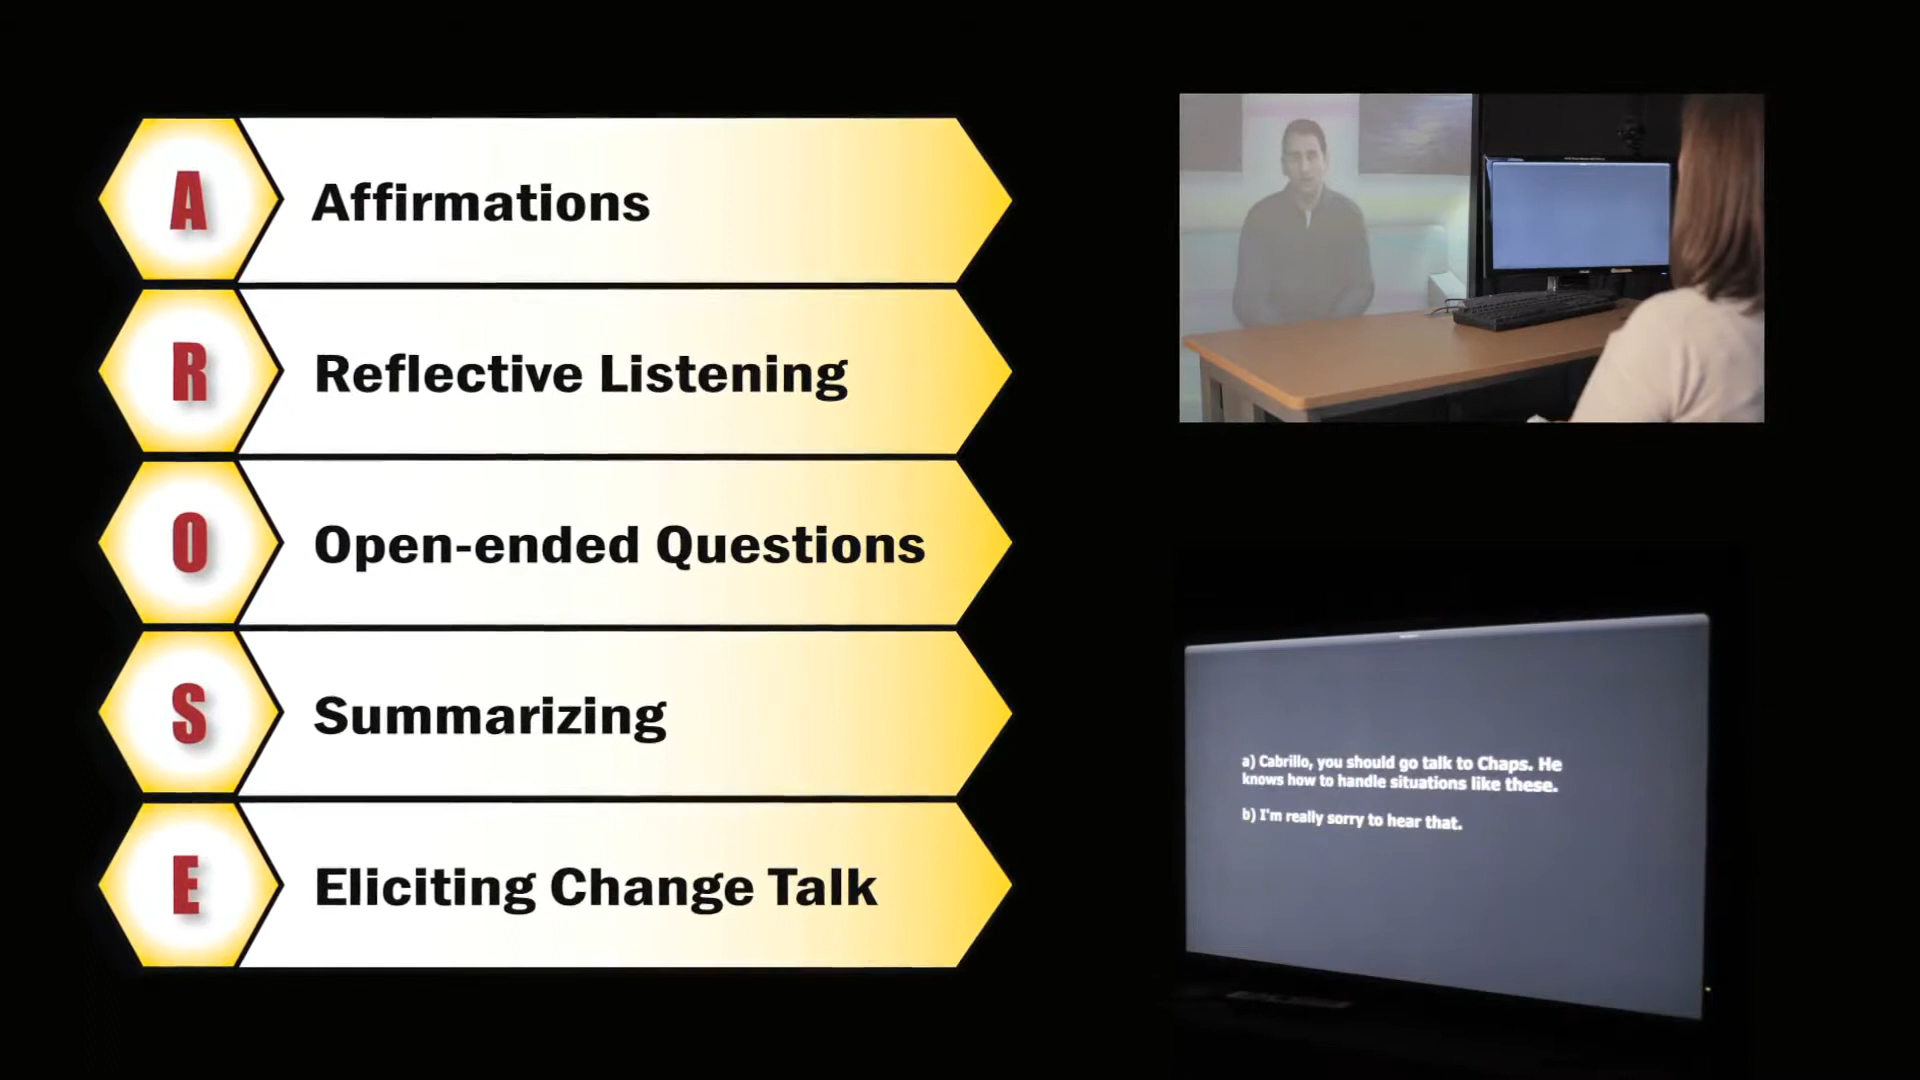 A Affirmations
R Reflective Listening
O Open-ended Questions
S Summarizing
E Eliciting Change Talk
a) Cabrillo, you should go talk to Chaps. He
knows how to handle situations like these.
b) I'm really sorry to hear that.